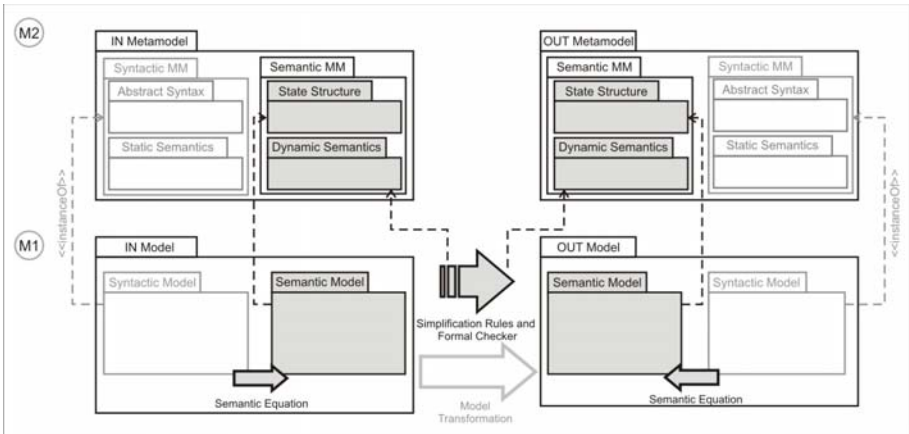 M2
IN Metamodel
Syntactic MM
Abstract Syntax
Static Semantics
Semantic MM
State Structure
Dynamic Semantics
OUT Metamodel
Semantic MM
State Structure
Dynamic Semantics
Syntactic MM
Abstract Syntax
Static Semantics
<<instanceOf>>
<<instanceOf>>
M1
IN Model
Syntactic Model
Semantic Model
Semantic Equation
Simplification Rules and
Formal Checker
Model
Transformation
OUT Model
Semantic Model
Syntactic Model
Semantic Equation